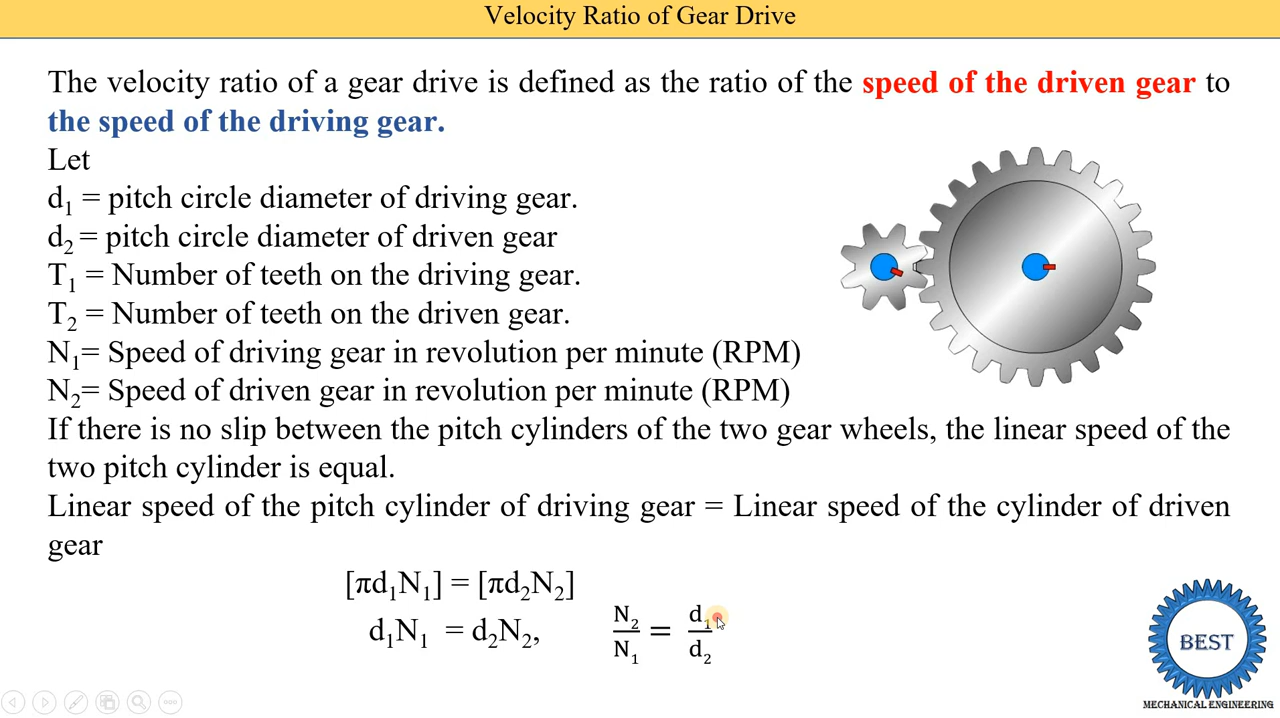 Velocity Ratio of Gear Drive
The velocity ratio of a gear drive is defined as the ratio of the speed of the driven gear to
the speed of the driving gear.
Let
d₁ = pitch circle diameter of driving gear.
d₂ = pitch circle diameter of driven gear
T₁ = Number of teeth on the driving gear.
T₂ = Number of teeth on the driven gear.
N₁= Speed of driving gear in revolution per minute (RPM)
N₂= Speed of driven gear in revolution per minute (RPM)
If there is no slip between the pitch cylinders of the two gear wheels, the linear speed of the
two pitch cylinder is equal.
Linear speed of the pitch cylinder of driving gear = Linear speed of the cylinder of driven
gear
[πd₁N₁] = [πd₂N₂]
d₁N₁ = d₂N₂, N₂/N₁ = d₁/d₂
BEST
MECHANICAL ENGINEERING